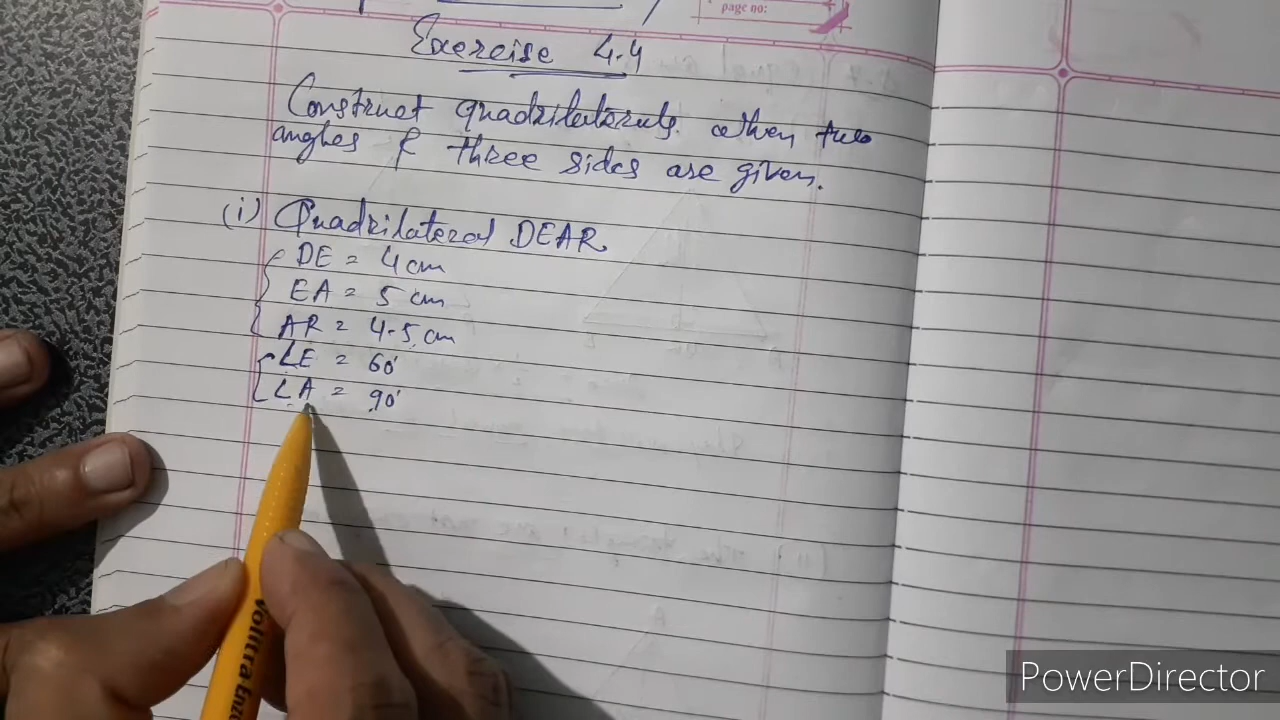 page no:
Exercise 4.4
Construct quadrilaterals when two
angles & three sides are given.
(i) Quadrilateral DEAR
DE = 4 cm
EA = 5 cm
AR = 4.5 cm
∠E = 60°
∠A = 90°
PowerDirector